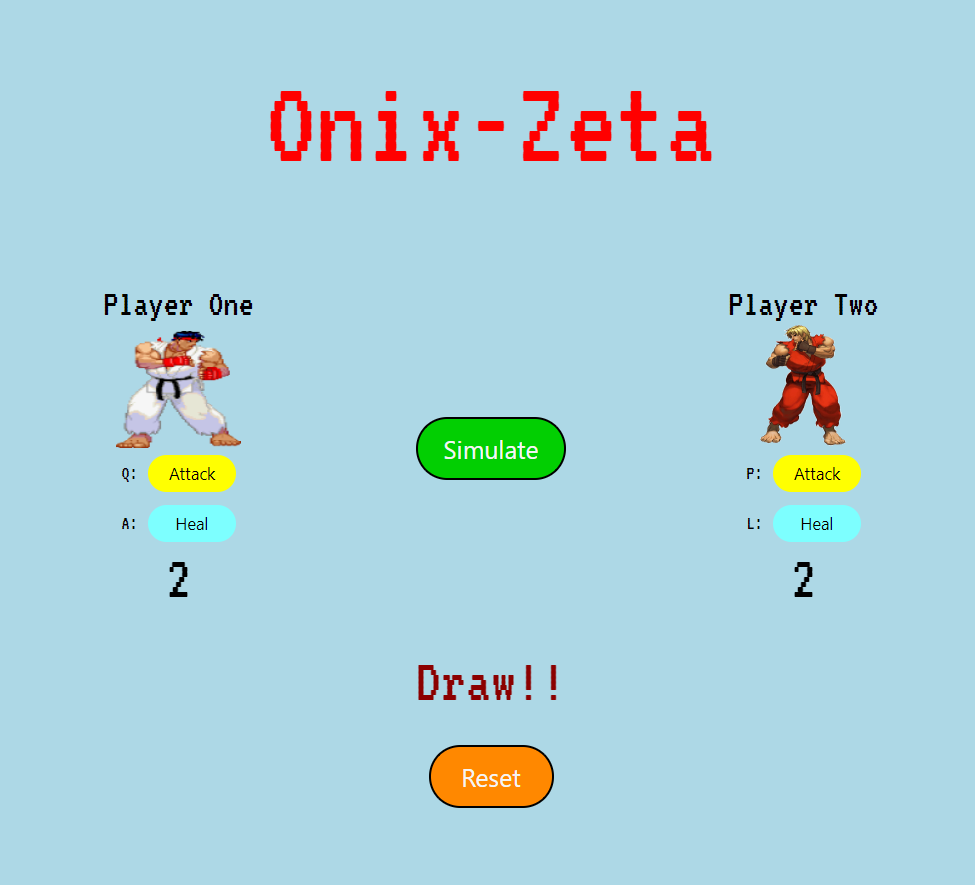 Onix-Zeta
Player One
Player Two
Simulate
Q: Attack
P: Attack
A: Heal
L: Heal
2
2
Draw!!
Reset